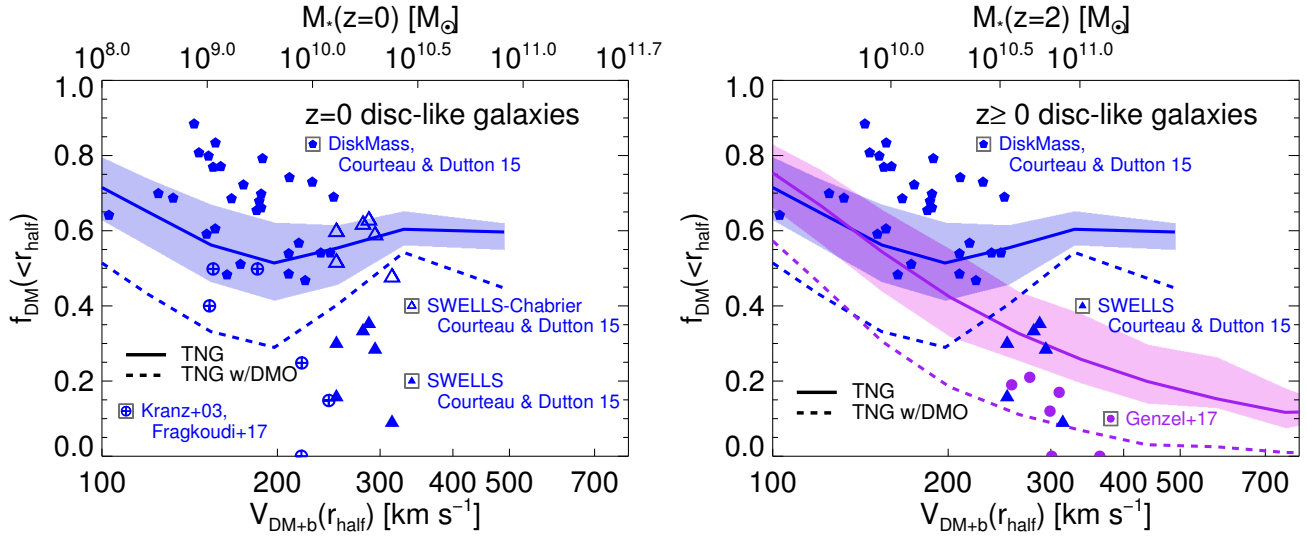 M*(z=0) [M⊙]
10^8.0 10^9.0 10^10.0 10^10.5 10^11.0 10^11.7
z=0 disc-like galaxies
DiskMass,
Courteau & Dutton 15
SWELLS-Chabrier
Courteau & Dutton 15
SWELLS
Courteau & Dutton 15
TNG
TNG w/DMO
Kranz+03,
Fragkoudi+17
f_DM(<r_half)
1.0
0.8
0.6
0.4
0.2
0.0
100 200 300 400 500 700
V_DM+b(r_half) [km s⁻¹]
M*(z=2) [M⊙]
10^10.0 10^10.5 10^11.0
z≥ 0 disc-like galaxies
DiskMass,
Courteau & Dutton 15
SWELLS
Courteau & Dutton 15
TNG
TNG w/DMO
Genzel+17
f_DM(<r_half)
1.0
0.8
0.6
0.4
0.2
0.0
100 200 300 400 500 700
V_DM+b(r_half) [km s⁻¹]